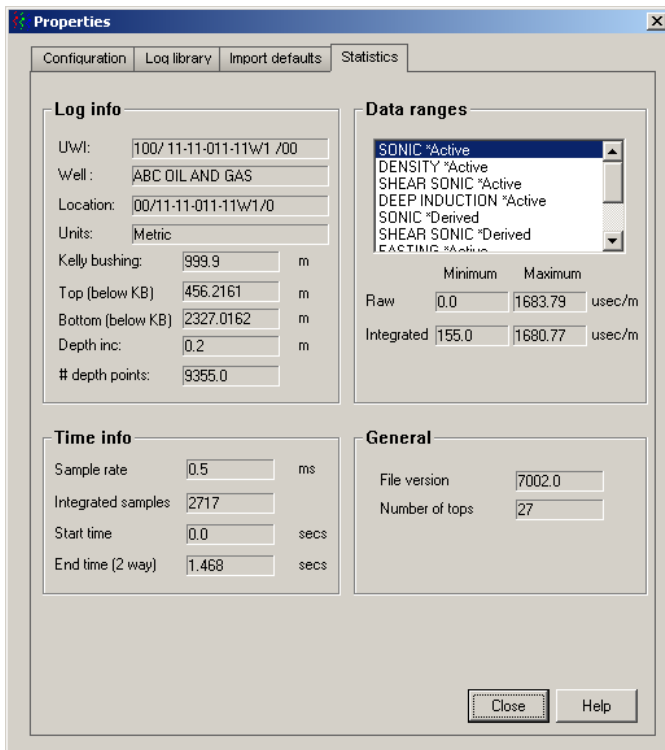 Properties
Configuration Log library Import defaults Statistics
Log info
UWI: 100/ 11-11-011-11W1 /00
Well : ABC OIL AND GAS
Location: 00/11-11-011-11W1/0
Units: Metric
Kelly bushing: 999.9 m
Top (below KB) 456.2161 m
Bottom (below KB) 2327.0162 m
Depth inc: 0.2 m
# depth points: 9355.0
Data ranges
SONIC *Active
DENSITY *Active
SHEAR SONIC *Active
DEEP INDUCTION *Active
SONIC *Derived
SHEAR SONIC *Derived
EASTING *Active
Minimum Maximum
Raw 0.0 1683.79 usec/m
Integrated 155.0 1680.77 usec/m
Time info
Sample rate 0.5 ms
Integrated samples 2717
Start time 0.0 secs
End time (2 way) 1.468 secs
General
File version 7002.0
Number of tops 27
Close Help